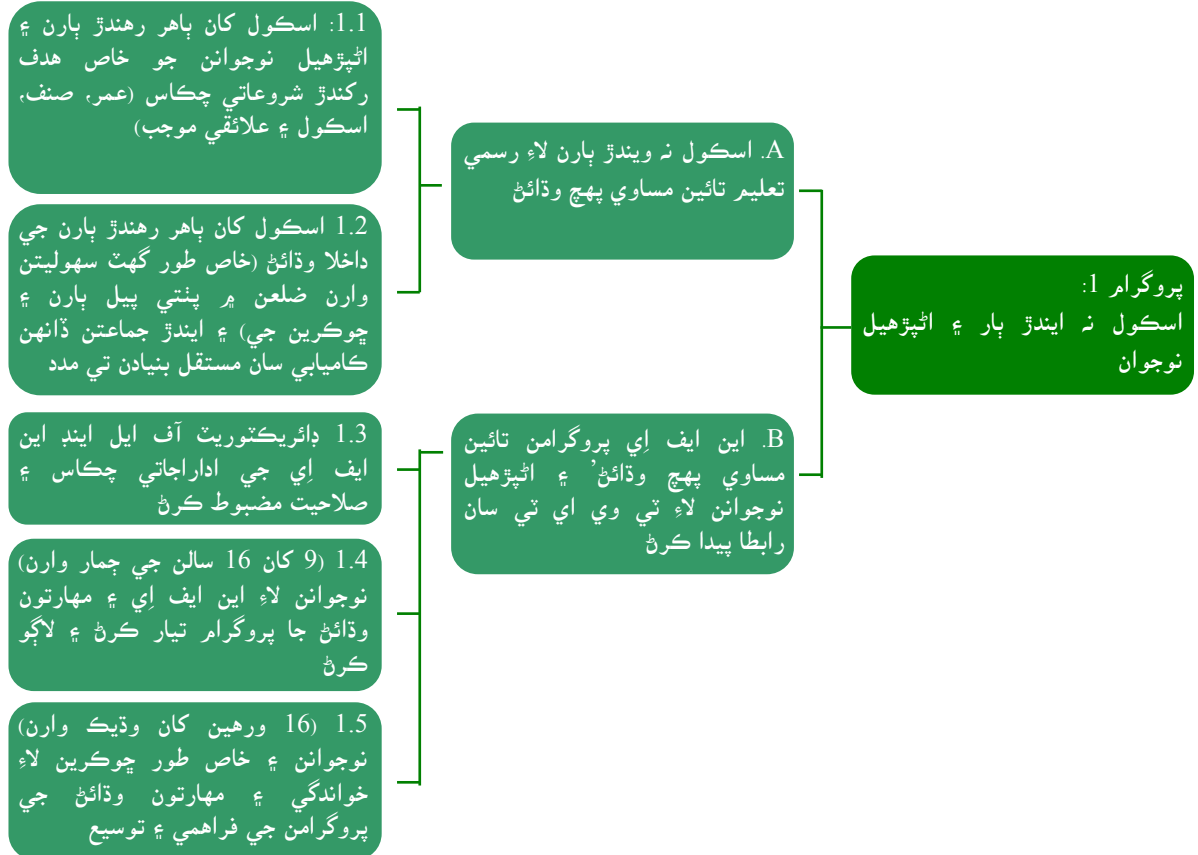 پروگرام 1:
اسڪول نہ ايندڙ ٻار ۽ اڻپڙهيل
نوجوان
A. اسڪول نہ ويندڙ ٻارن لاءِ رسمي
تعليم تائين مساوي پهچ وڌائڻ
1.1: اسڪول کان ٻاهر رهندڙ ٻارن ۽
اڻپڙهيل نوجوانن جو خاص هدف
رکندڙ شروعاتي چڪاس (عمر، صنف،
اسڪول ۽ علائقي موجب)
1.2 اسڪول کان ٻاهر رهندڙ ٻارن جي
داخلا وڌائڻ (خاص طور گهٽ سهوليتن
وارن ضلعن ۾ پٺتي پيل ٻارن ۽
ڇوڪرين جي) ۽ ايندڙ جماعتن ڏانهن
ڪاميابي سان مستقل بنيادن تي مدد
B. اين ايف اِي پروگرامن تائين
مساوي پهچ وڌائڻ’ ۽ اڻپڙهيل
نوجوانن لاءِ ٽي وي اي ٽي سان
رابطا پيدا ڪرڻ
1.3 ڊائريڪٽوريٽ آف ايل اينڊ اين
ايف اِي جي اداراجاتي چڪاس ۽
صلاحيت مضبوط ڪرڻ
1.4 (9 کان 16 سالن جي ڄمار وارن)
نوجوانن لاءِ اين ايف اِي ۽ مهارتون
وڌائڻ جا پروگرام تيار ڪرڻ ۽ لاڳو
ڪرڻ
1.5 (16 ورهين کان وڌيڪ وارن)
نوجوانن ۽ خاص طور ڇوڪرين لاءِ
خواندگي ۽ مهارتون وڌائڻ جي
پروگرامن جي فراهمي ۽ توسيع